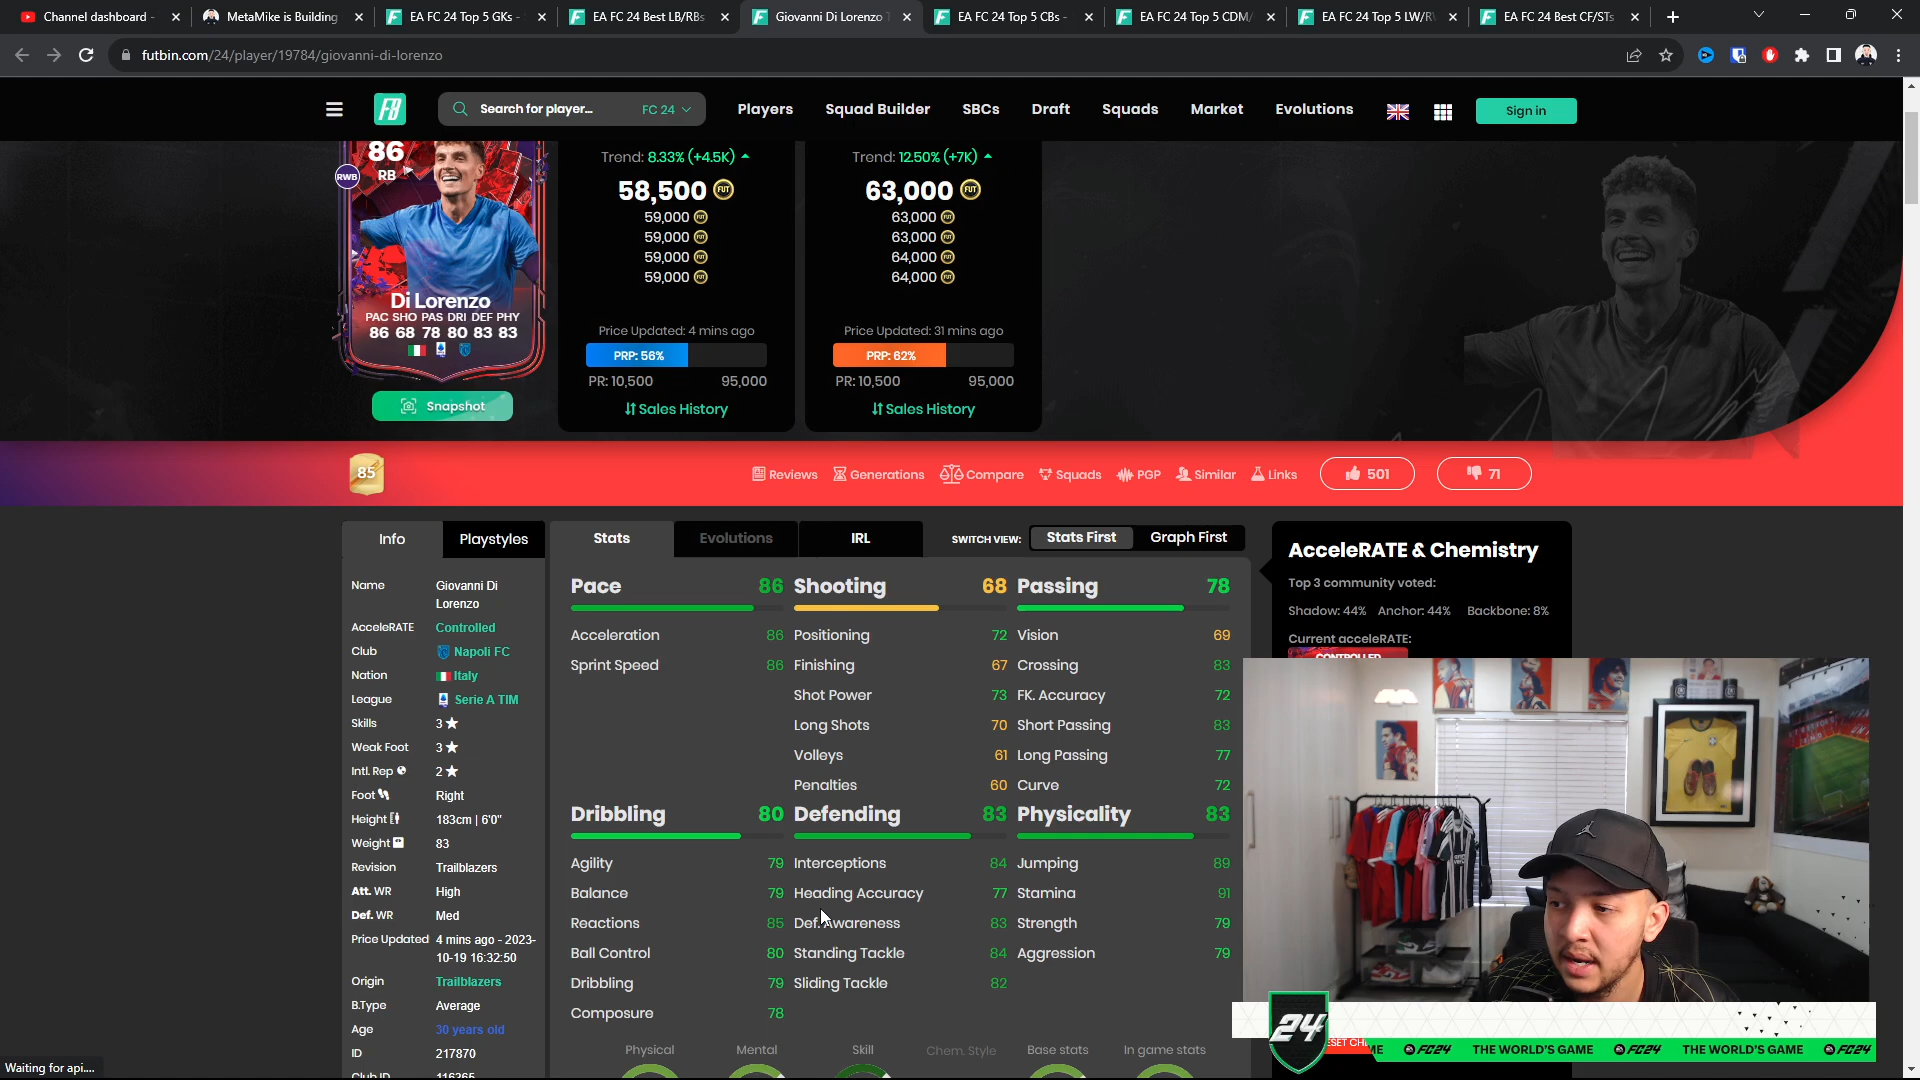 Channel dashboard -
MetaMike is Building
EA FC 24 Top 5 GKs -
EA FC 24 Best LB/RBs
Giovanni Di Lorenzo
EA FC 24 Top 5 CBs -
EA FC 24 Top 5 CDM/
EA FC 24 Top 5 LW/R
EA FC 24 Best CF/STs
futbin.com/24/player/19784/giovanni-di-lorenzo
FB
Search for player...
FC 24
Players
Squad Builder
SBCs
Draft
Squads
Market
Evolutions
Sign in
86
RB
RWB
Di Lorenzo
PAC SHO PAS DRI DEF PHY
86 68 78 80 83 83
Snapshot
Trend: 8.33% (+4.5K)
58,500 FUT
59,000
59,000
59,000
59,000
Price Updated: 4 mins ago
PRP: 56%
PR: 10,500 95,000
Sales History
Trend: 12.50% (+7K)
63,000 FUT
63,000
63,000
64,000
64,000
Price Updated: 31 mins ago
PRP: 62%
PR: 10,500 95,000
Sales History
85
Reviews
Generations
Compare
Squads
PGP
Similar
Links
501
71
Info
Playstyles
Name Giovanni Di Lorenzo
AcceleRATE Controlled
Club Napoli FC
Nation Italy
League Serie A TIM
Skills 3
Weak Foot 3
Intl. Rep 2
Foot Right
Height 183cm | 6'0"
Weight 83
Revision Trailblazers
Att. WR High
Def. WR Med
Price Updated 4 mins ago - 2023-10-19 16:32:50
Origin Trailblazers
B.Type Average
Age 30 years old
ID 217870
Club ID 116365
Stats
Evolutions
IRL
SWITCH VIEW:
Stats First
Graph First
Pace 86
Acceleration 86
Sprint Speed 86
Shooting 68
Positioning 72
Finishing 67
Shot Power 73
Long Shots 70
Volleys 61
Penalties 60
Passing 78
Vision 69
Crossing 83
FK. Accuracy 72
Short Passing 83
Long Passing 77
Curve 72
Dribbling 80
Agility 79
Balance 79
Reactions 85
Ball Control 80
Dribbling 79
Composure 78
Defending 83
Interceptions 84
Heading Accuracy 77
Def. Awareness 83
Standing Tackle 84
Sliding Tackle 82
Physicality 83
Jumping 89
Stamina 91
Strength 79
Aggression 79
Physical
Mental
Skill
Chem. Style
Base stats
In game stats
AcceleRATE & Chemistry
Top 3 community voted:
Shadow: 44% Anchor: 44% Backbone: 8%
Current acceleRATE:
CONTROLLED
Waiting for api....
24
ESET CH
ME
FC24
THE WORLD'S GAME
FC24
THE WORLD'S GAME
FC24